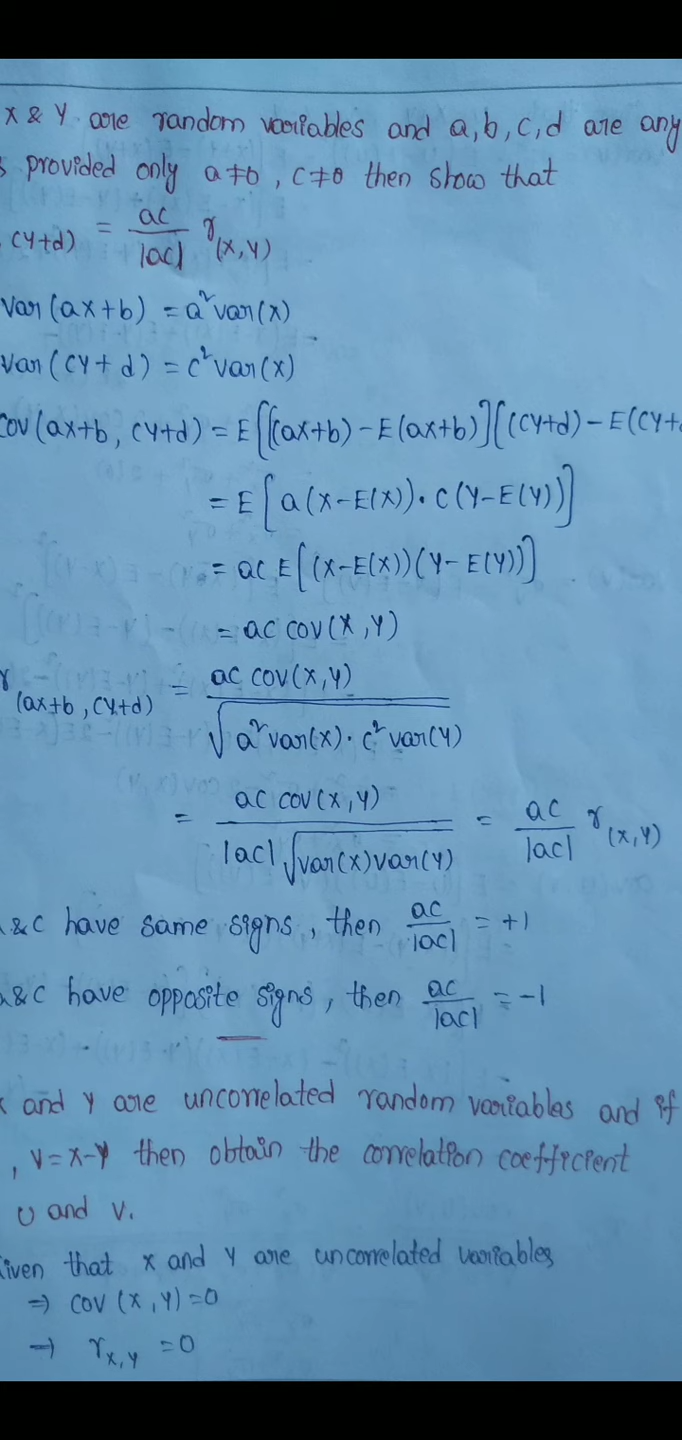 X & Y are random variables and a, b, c, d are any
s provided only a ≠ b , c ≠ 0 then show that
, cY+d) = ac/|ac| r(X,Y)
Var(aX+b) = a² var(X)
Var(cY+d) = c² var(X)
Cov(aX+b, cY+d) = E[[(aX+b) - E(aX+b)][(cY+d) - E(cY+d
= E[a(X-E(X))·c(Y-E(Y))]
= ac E[(X-E(X))(Y-E(Y))]
= ac cov(X,Y)
r(aX+b, cY+d) = ac cov(X,Y) / √a² var(X)·c² var(Y)
= ac cov(X,Y) / |ac| √var(X)var(Y) = ac/|ac| r(X,Y)
& c have same signs, then ac/|ac| = +1
a & c have opposite signs, then ac/|ac| = -1
X and Y are uncorrelated random variables and if
, V = X-Y then obtain the correlation coefficient
U and V.
Given that X and Y are uncorrelated variables
⇒ cov(X,Y) = 0
⇒ r X,Y = 0